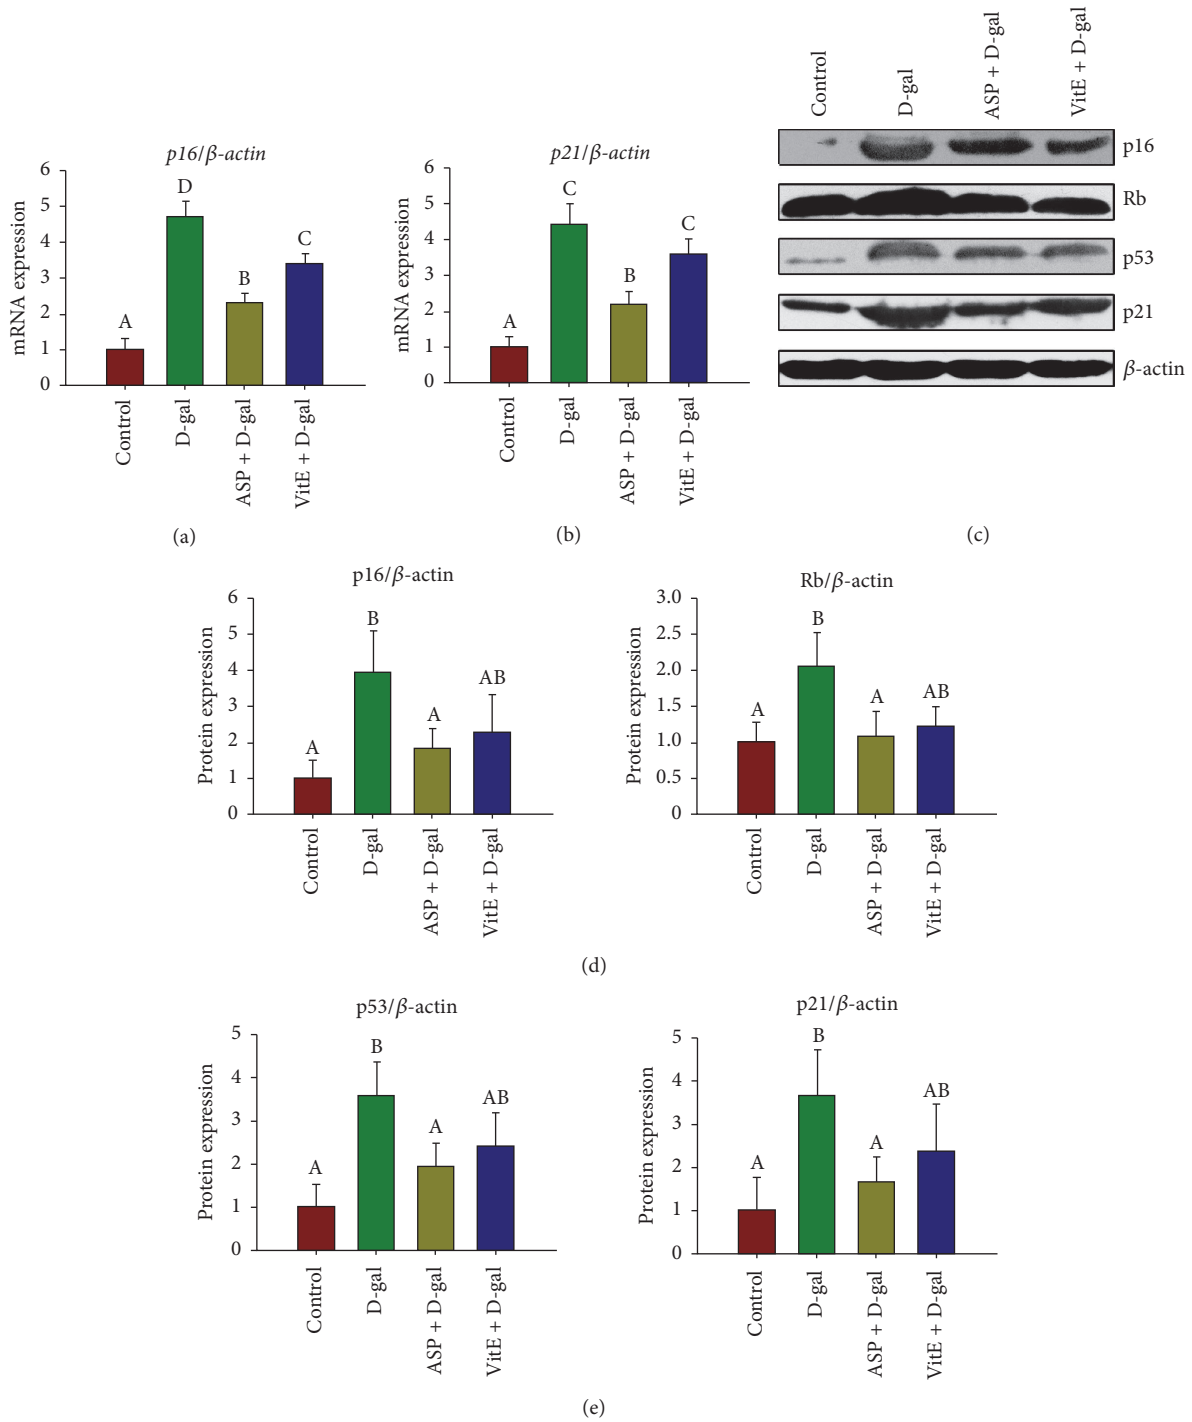 p16/β-actin
mRNA expression
6
5
4
3
2
1
0
D
C
B
A
Control
D-gal
ASP + D-gal
VitE + D-gal
(a)
p21/β-actin
mRNA expression
6
5
4
3
2
1
0
C
C
B
A
Control
D-gal
ASP + D-gal
VitE + D-gal
(b)
Control
D-gal
ASP + D-gal
VitE + D-gal
p16
Rb
p53
p21
β-actin
(c)
p16/β-actin
Protein expression
6
5
4
3
2
1
0
A
B
A
AB
Control
D-gal
ASP + D-gal
VitE + D-gal
Rb/β-actin
Protein expression
3.0
2.5
2.0
1.5
1.0
0.5
0
A
B
A
AB
Control
D-gal
ASP + D-gal
VitE + D-gal
(d)
p53/β-actin
Protein expression
5
4
3
2
1
0
A
B
A
AB
Control
D-gal
ASP + D-gal
VitE + D-gal
p21/β-actin
Protein expression
5
4
3
2
1
0
A
B
A
AB
Control
D-gal
ASP + D-gal
VitE + D-gal
(e)